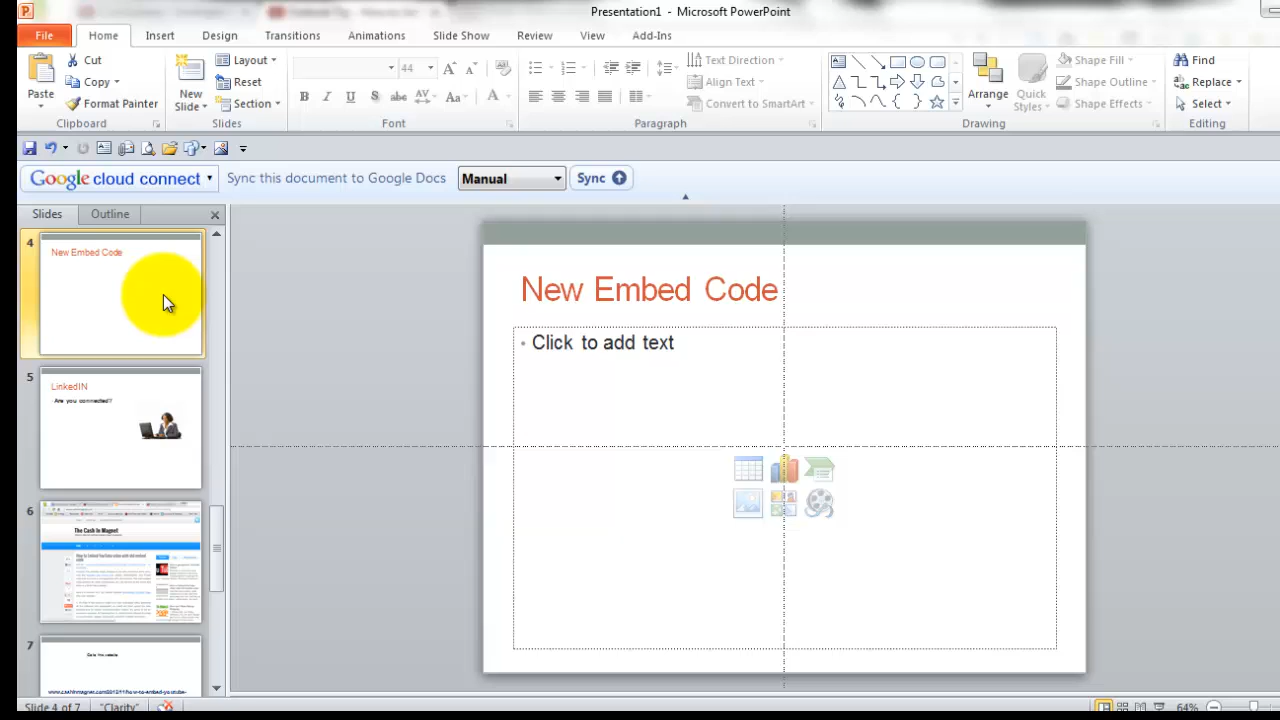 Presentation1 - Microsoft PowerPoint
File Home Insert Design Transitions Animations Slide Show Review View Add-Ins
Paste
Cut
Copy
Format Painter
Clipboard
New
Slide
Layout
Reset
Section
Slides
44
B I U S abc AV Aa A
Font
Text Direction
Align Text
Convert to SmartArt
Paragraph
Arrange
Quick
Styles
Shape Fill
Shape Outline
Shape Effects
Drawing
Find
Replace
Select
Editing
Google cloud connect Sync this document to Google Docs Manual Sync
Slides Outline
4
New Embed Code
5
LinkedIN
Are you connected?
6
The Cash In Magnet
7
New Embed Code
• Click to add text
Slide 4 of 7 "Clarity" 64%